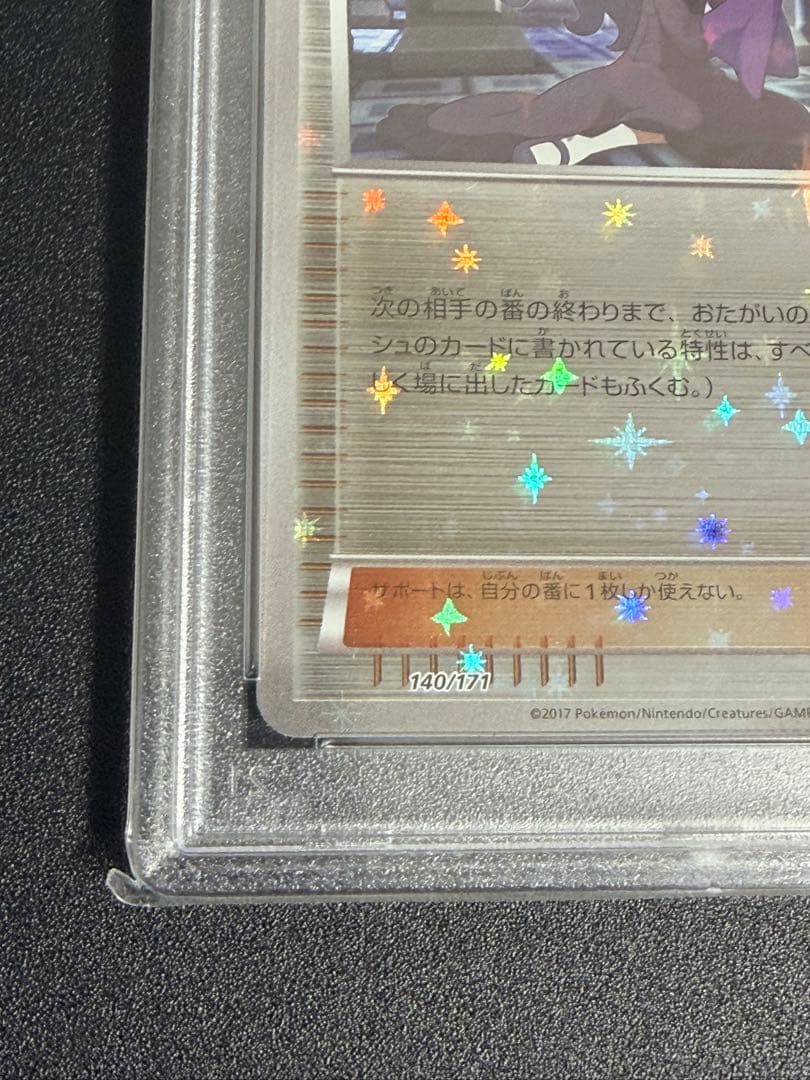 次の相手の番の終わりまで、おたがいの
シュのカードに書かれている特性は、すべ
しく場に出したカードもふくむ。）
サポートは、自分の番に1枚しか使えない。
140/171
©2017 Pokémon/Nintendo/Creatures/GAM